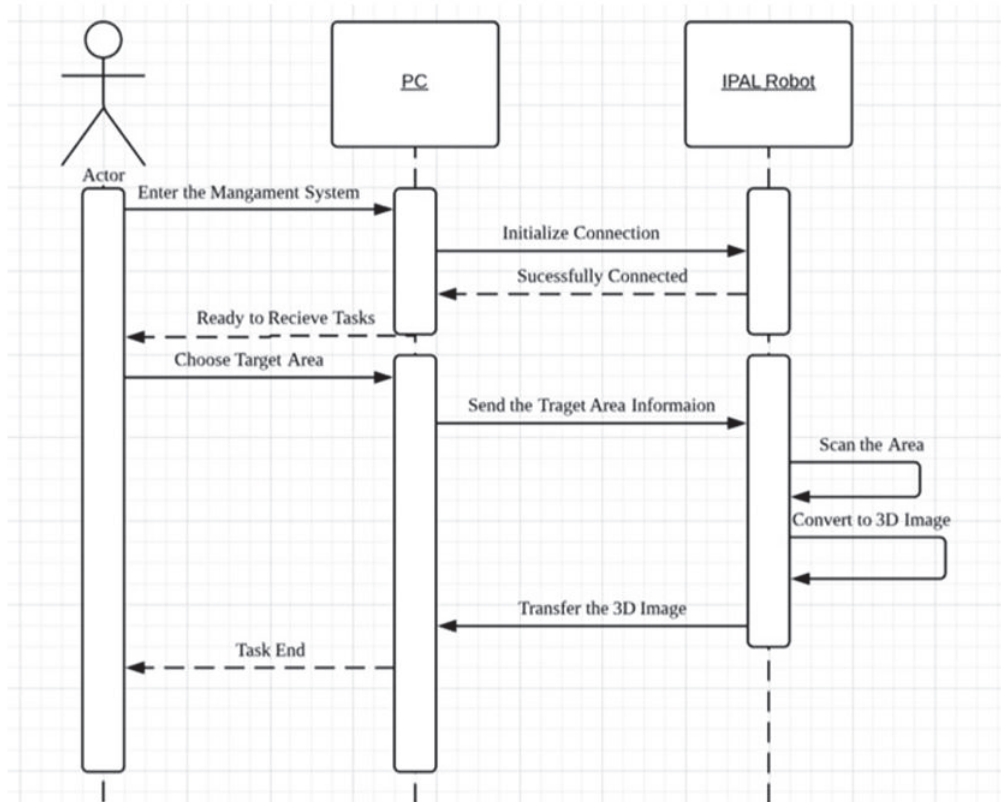 PC
IPAL Robot
Actor
Enter the Mangament System
Initialize Connection
Sucessfully Connected
Ready to Recieve Tasks
Choose Target Area
Send the Traget Area Informaion
Scan the Area
Convert to 3D Image
Transfer the 3D Image
Task End